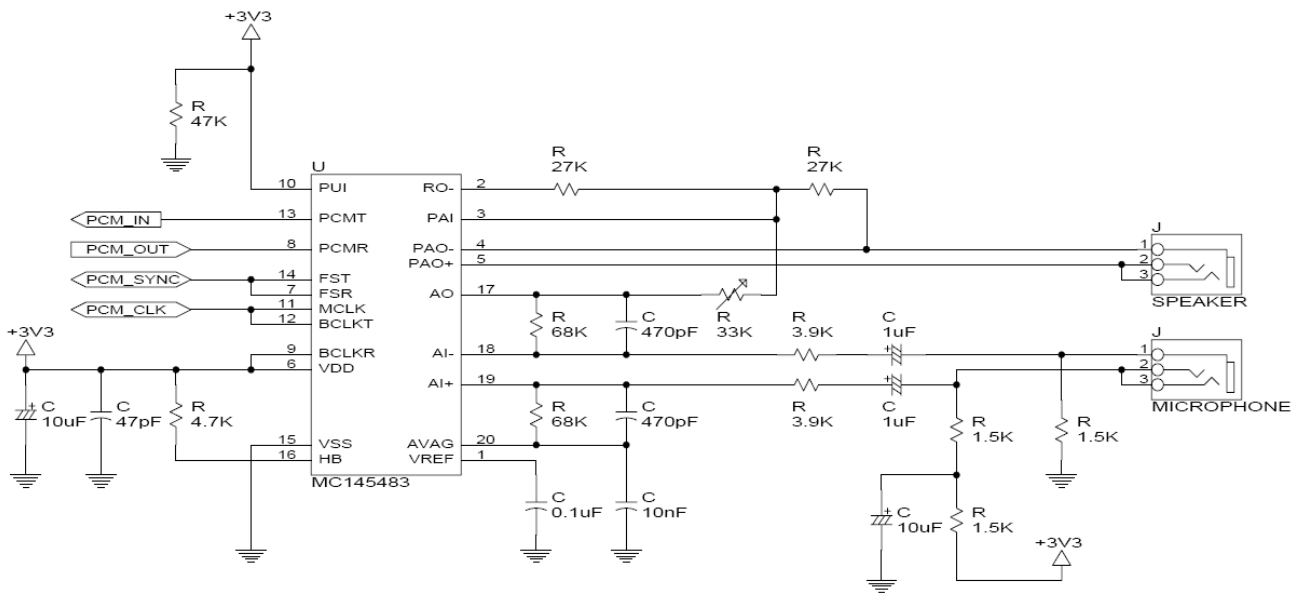 +3V3
R
47K
U
10 PUI
13 PCMT
8 PCMR
14 FST
7 FSR
11 MCLK
12 BCLKT
9 BCLKR
6 VDD
15 VSS
16 HB
RO- 2
PAI 3
PAO- 4
PAO+ 5
AO 17
AI- 18
AI+ 19
AVAG 20
VREF 1
MC145483
PCM_IN
PCM_OUT
PCM_SYNC
PCM_CLK
+3V3
C
10uF
C
47pF
R
4.7K
R
27K
R
27K
R
68K
C
470pF
R
33K
R
3.9K
C
1uF
R
68K
C
470pF
R
3.9K
C
1uF
C
0.1uF
C
10nF
R
1.5K
R
1.5K
C
10uF
R
1.5K
+3V3
J
1
2
3
SPEAKER
J
1
2
3
MICROPHONE